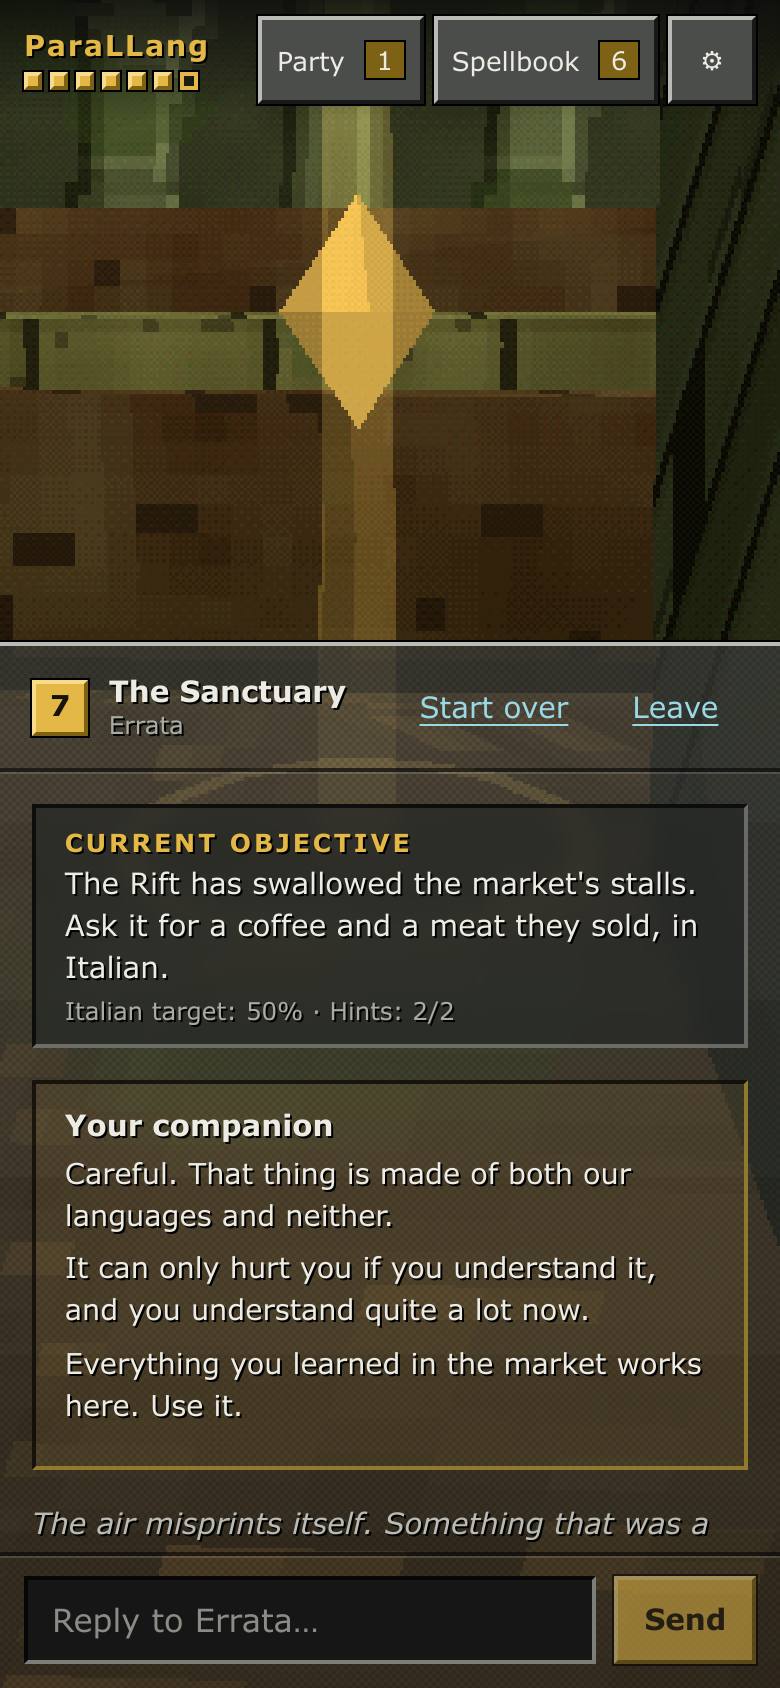 ParaLLang
Party 1
Spellbook 6
⚙
7
The Sanctuary
Errata
Start over
Leave
CURRENT OBJECTIVE
The Rift has swallowed the market's stalls.
Ask it for a coffee and a meat they sold, in
Italian.
Italian target: 50% · Hints: 2/2
Your companion
Careful. That thing is made of both our
languages and neither.
It can only hurt you if you understand it,
and you understand quite a lot now.
Everything you learned in the market works
here. Use it.
The air misprints itself. Something that was a
Reply to Errata…
Send